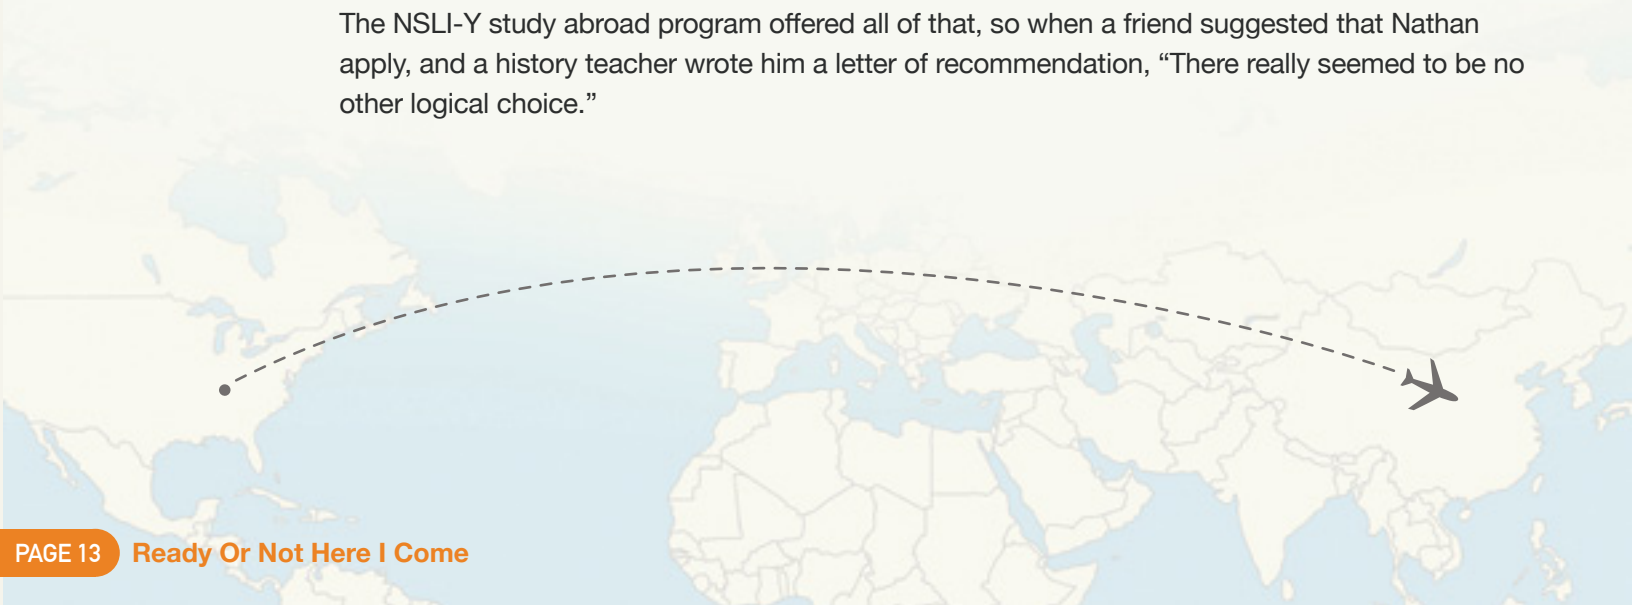 The NSLI-Y study abroad program offered all of that, so when a friend suggested that Nathan
apply, and a history teacher wrote him a letter of recommendation, “There really seemed to be no
other logical choice.”
PAGE 13 Ready Or Not Here I Come